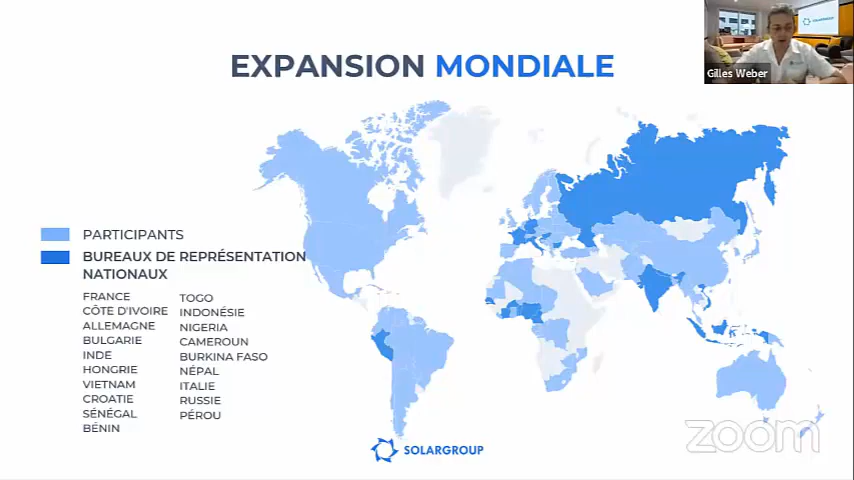 EXPANSION MONDIALE
SOLARGROUP
Gilles Weber
PARTICIPANTS
BUREAUX DE REPRÉSENTATION
NATIONAUX
FRANCE
CÔTE D'IVOIRE
ALLEMAGNE
BULGARIE
INDE
HONGRIE
VIETNAM
CROATIE
SÉNÉGAL
BÉNIN
TOGO
INDONÉSIE
NIGERIA
CAMEROUN
BURKINA FASO
NÉPAL
ITALIE
RUSSIE
PÉROU
SOLARGROUP
zoom